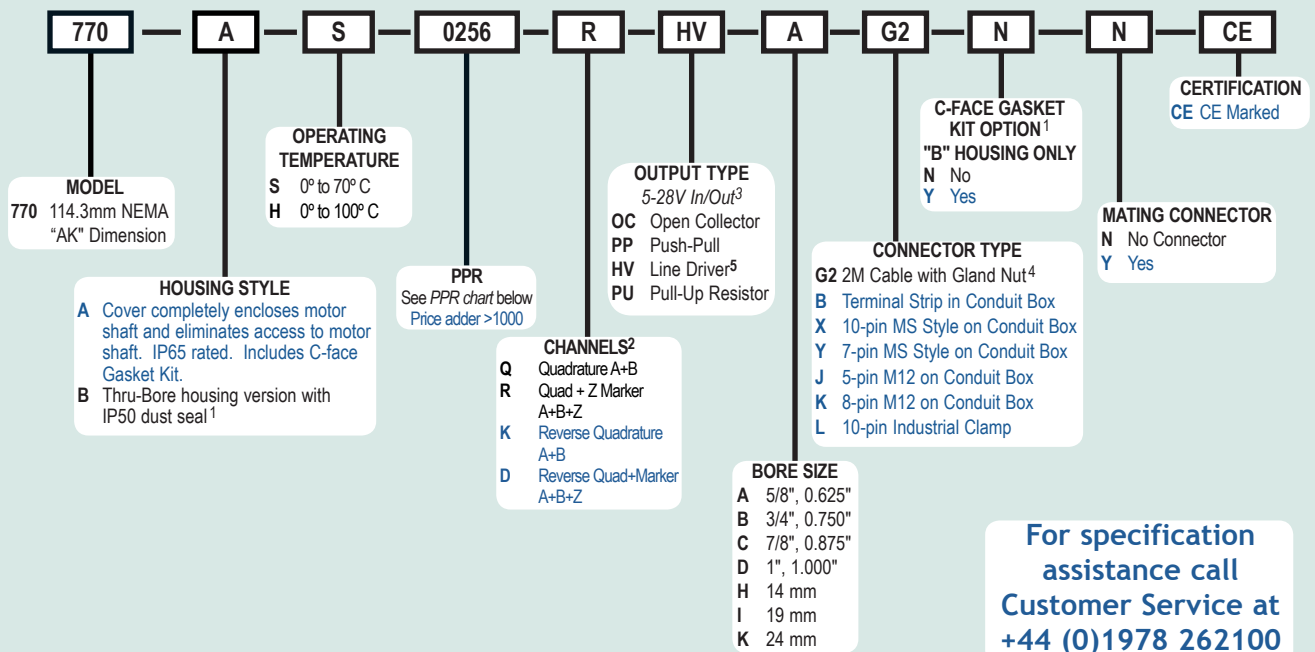 770 A S 0256 R HV A G2 N N CE
MODEL
770 114.3mm NEMA
“AK" Dimension
HOUSING STYLE
A Cover completely encloses motor
shaft and eliminates access to motor
shaft. IP65 rated. Includes C-face
Gasket Kit.
B Thru-Bore housing version with
IP50 dust seal1
OPERATING
TEMPERATURE
S 0º to 70º C
H 0º to 100º C
PPR
See PPR chart below
Price adder >1000
CHANNELS2
Q Quadrature A+B
R Quad + Z Marker
A+B+Z
K Reverse Quadrature
A+B
D Reverse Quad+Marker
A+B+Z
OUTPUT TYPE
5-28V In/Out3
OC Open Collector
PP Push-Pull
HV Line Driver5
PU Pull-Up Resistor
BORE SIZE
A 5/8", 0.625"
B 3/4", 0.750"
C 7/8", 0.875"
D 1", 1.000"
H 14 mm
I 19 mm
K 24 mm
CONNECTOR TYPE
G2 2M Cable with Gland Nut4
B Terminal Strip in Conduit Box
X 10-pin MS Style on Conduit Box
Y 7-pin MS Style on Conduit Box
J 5-pin M12 on Conduit Box
K 8-pin M12 on Conduit Box
L 10-pin Industrial Clamp
C-FACE GASKET
KIT OPTION1
"B" HOUSING ONLY
N No
Y Yes
MATING CONNECTOR
N No Connector
Y Yes
CERTIFICATION
CE CE Marked
For specification
assistance call
Customer Service at
+44 (0)1978 262100